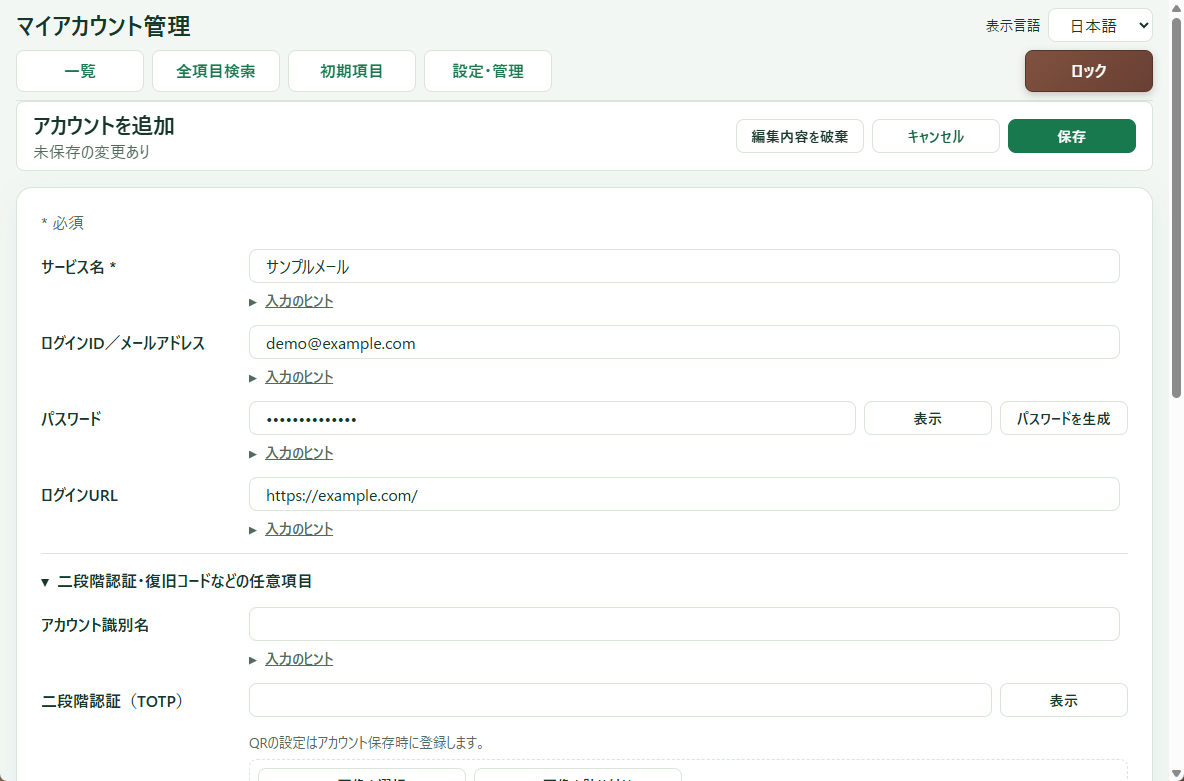 マイアカウント管理
表示言語 日本語
一覧 全項目検索 初期項目 設定・管理 ロック
アカウントを追加
未保存の変更あり
編集内容を破棄 キャンセル 保存
* 必須
サービス名 * サンプルメール
▶ 入力のヒント
ログインID／メールアドレス demo@example.com
▶ 入力のヒント
パスワード •••••••••••••• 表示 パスワードを生成
▶ 入力のヒント
ログインURL https://example.com/
▶ 入力のヒント
▼ 二段階認証・復旧コードなどの任意項目
アカウント識別名
▶ 入力のヒント
二段階認証（TOTP） 表示
QRの設定はアカウント保存時に登録します。